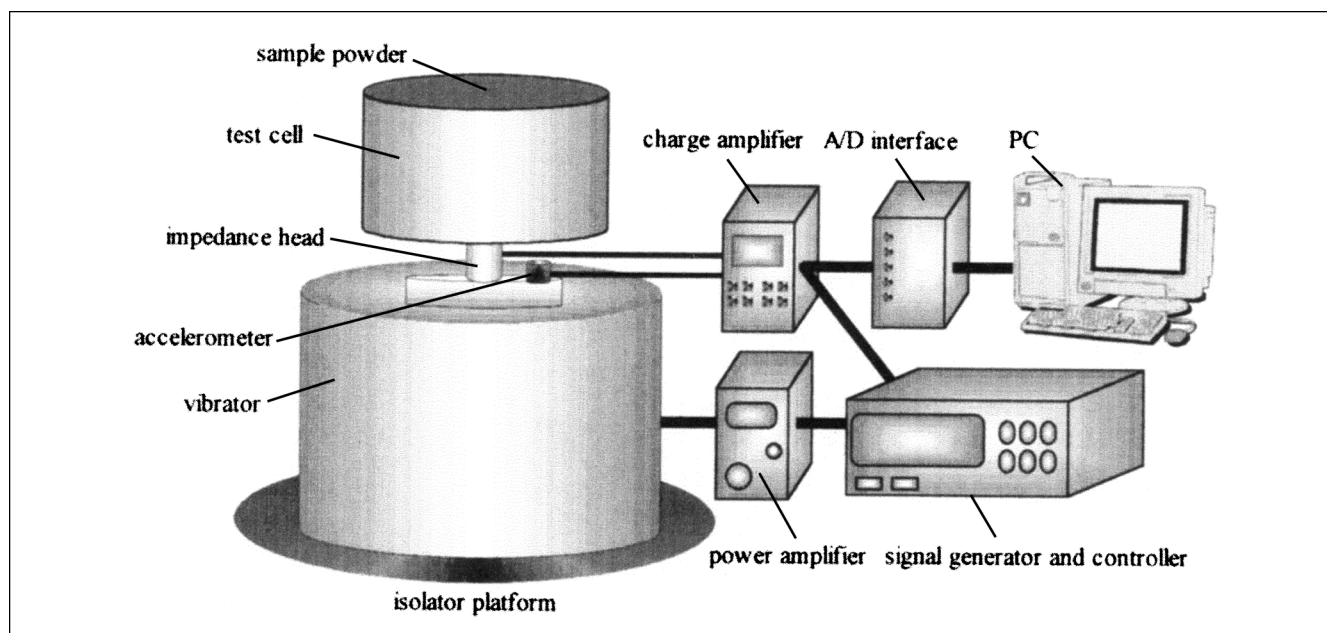 sample powder
test cell
charge amplifier
A/D interface
PC
impedance head
accelerometer
vibrator
power amplifier
signal generator and controller
isolator platform